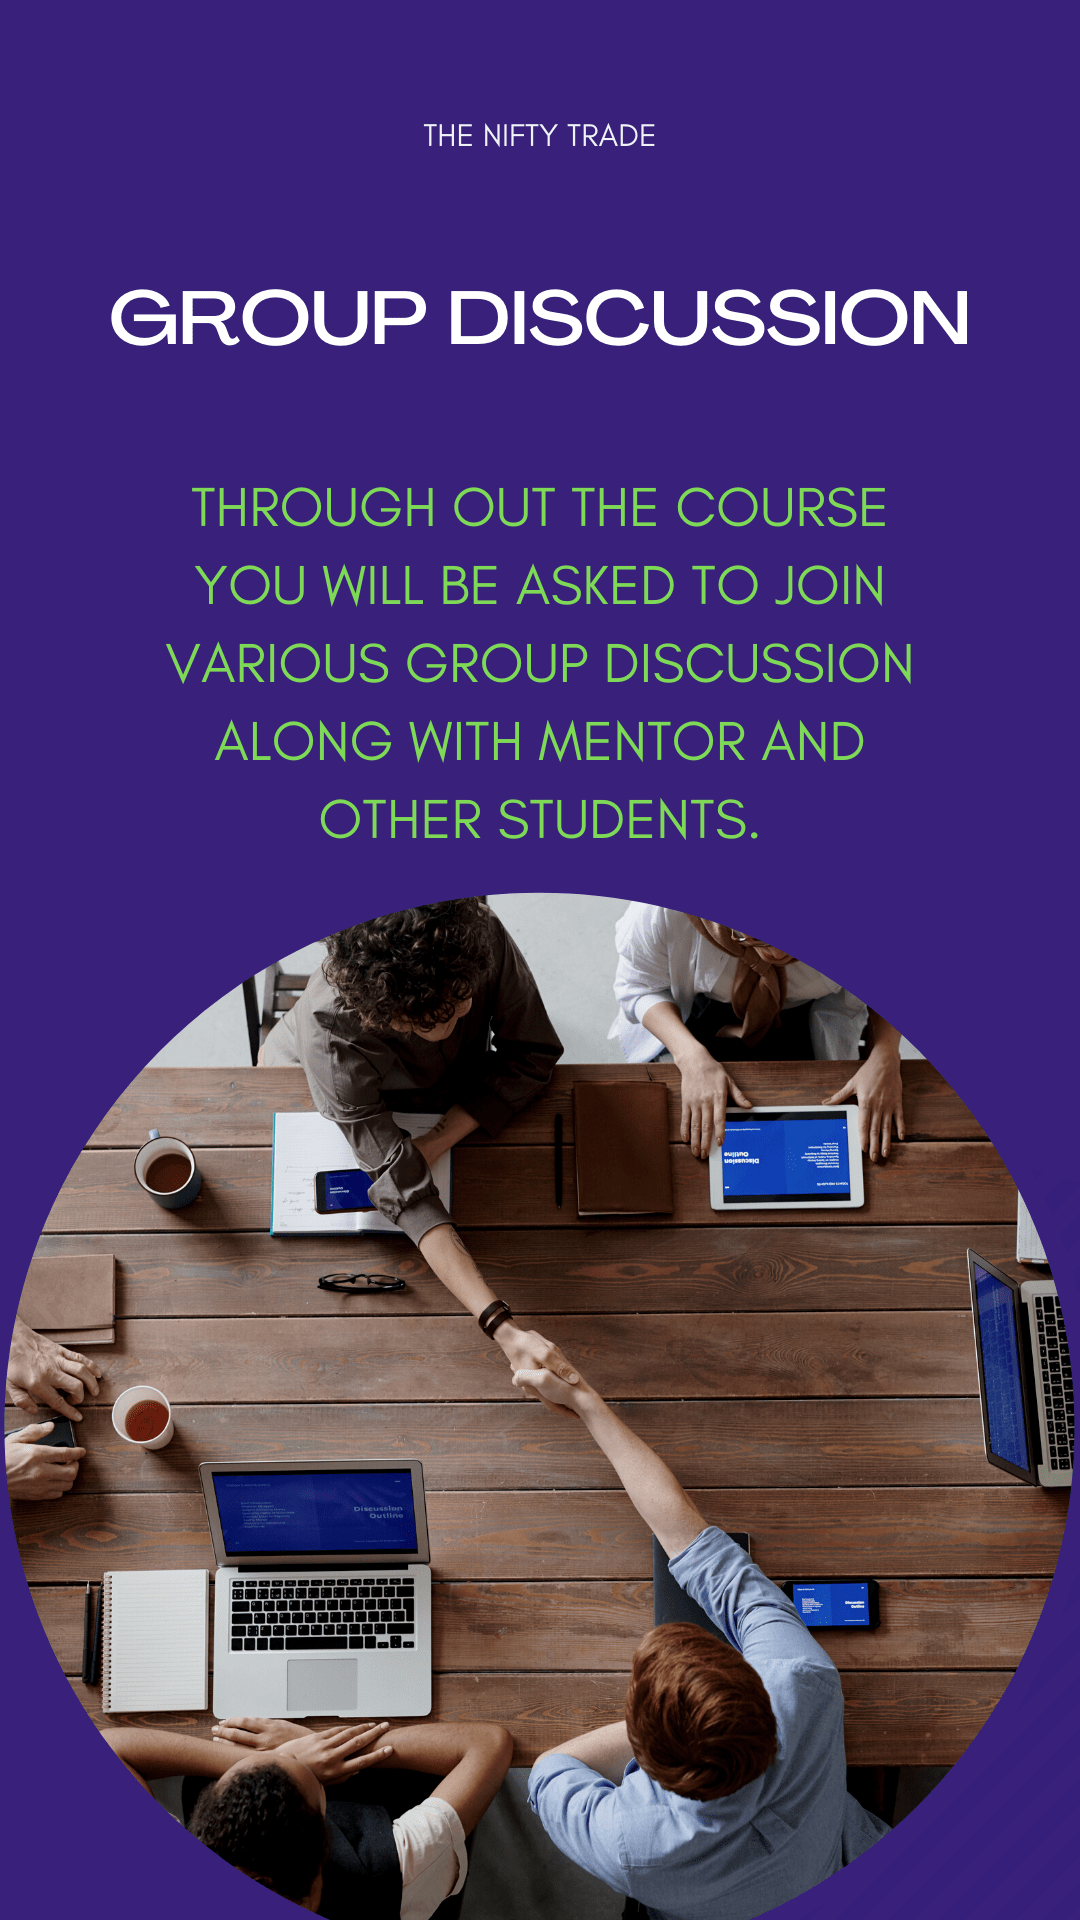 THE NIFTY TRADE
GROUP DISCUSSION
THROUGH OUT THE COURSE
YOU WILL BE ASKED TO JOIN
VARIOUS GROUP DISCUSSION
ALONG WITH MENTOR AND
OTHER STUDENTS.
Discussion
Outline
Discussion
Outline
Discussion
Outline